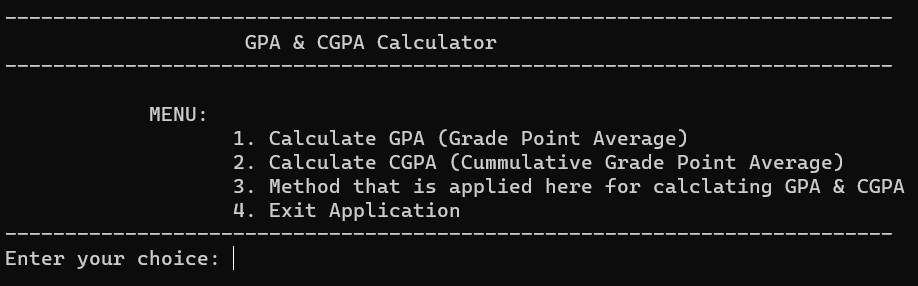 --------------------------------------------------------------------------
GPA & CGPA Calculator
--------------------------------------------------------------------------
MENU:
1. Calculate GPA (Grade Point Average)
2. Calculate CGPA (Cummulative Grade Point Average)
3. Method that is applied here for calclating GPA & CGPA
4. Exit Application
--------------------------------------------------------------------------
Enter your choice: